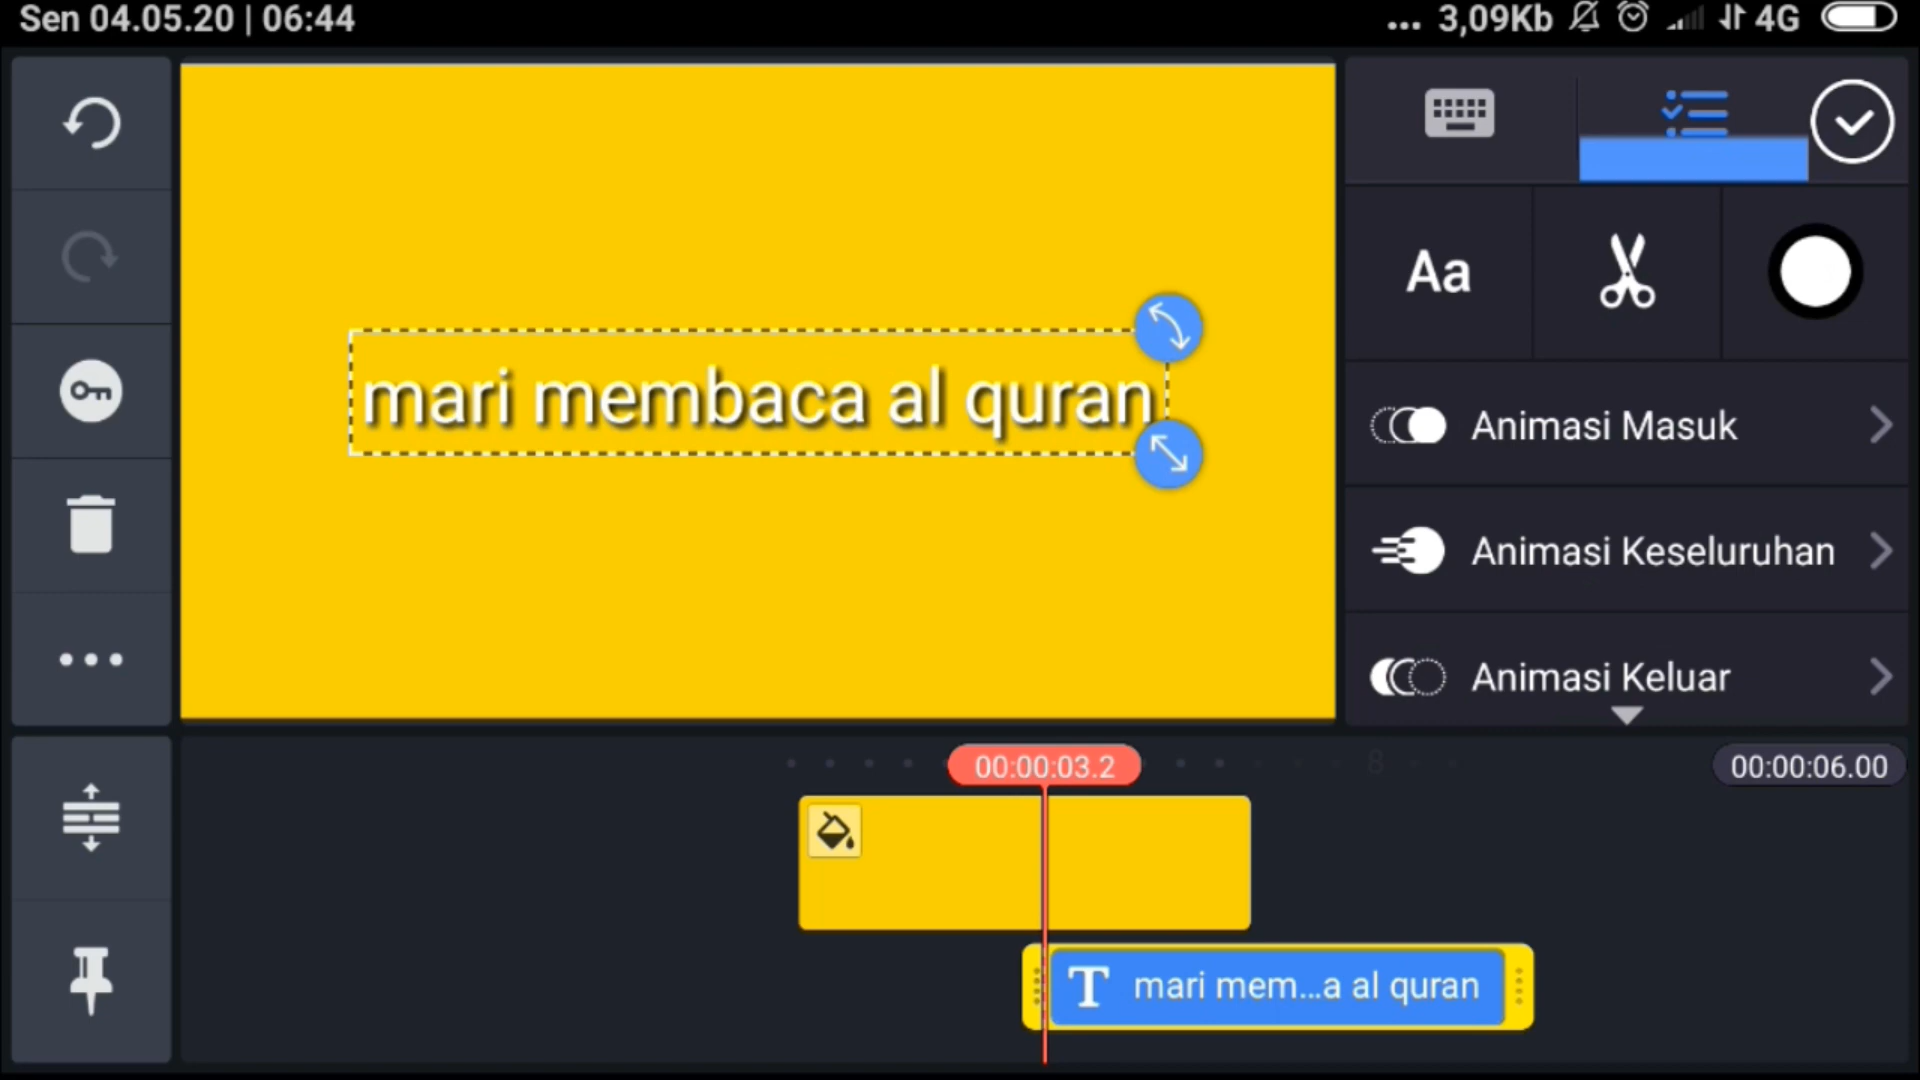 Sen 04.05.20 | 06:44
... 3,09Kb 4G
mari membaca al quran
Aa
Animasi Masuk
Animasi Keseluruhan
Animasi Keluar
00:00:03.2
8
00:00:06.00
T mari mem...a al quran